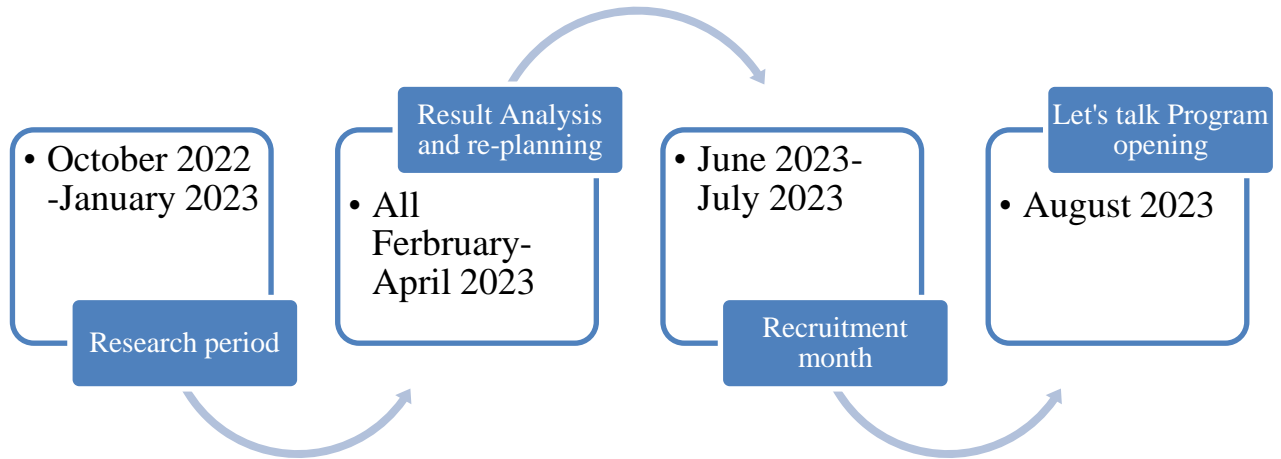 • October 2022
-January 2023
Research period
Result Analysis
and re-planning
• All
Ferbruary-
April 2023
• June 2023-
July 2023
Recruitment
month
Let's talk Program
opening
• August 2023